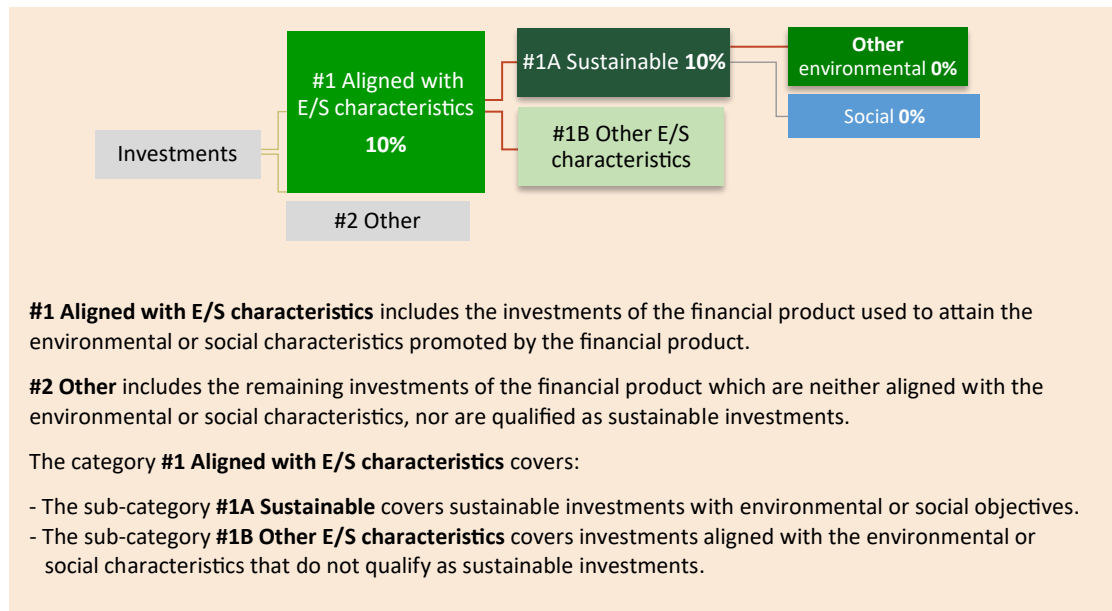 Investments
#1 Aligned with
E/S characteristics
10%
#2 Other
#1A Sustainable 10%
#1B Other E/S
characteristics
Other
environmental 0%
Social 0%
#1 Aligned with E/S characteristics includes the investments of the financial product used to attain the
environmental or social characteristics promoted by the financial product.
#2 Other includes the remaining investments of the financial product which are neither aligned with the
environmental or social characteristics, nor are qualified as sustainable investments.
The category #1 Aligned with E/S characteristics covers:
- The sub-category #1A Sustainable covers sustainable investments with environmental or social objectives.
- The sub-category #1B Other E/S characteristics covers investments aligned with the environmental or
social characteristics that do not qualify as sustainable investments.